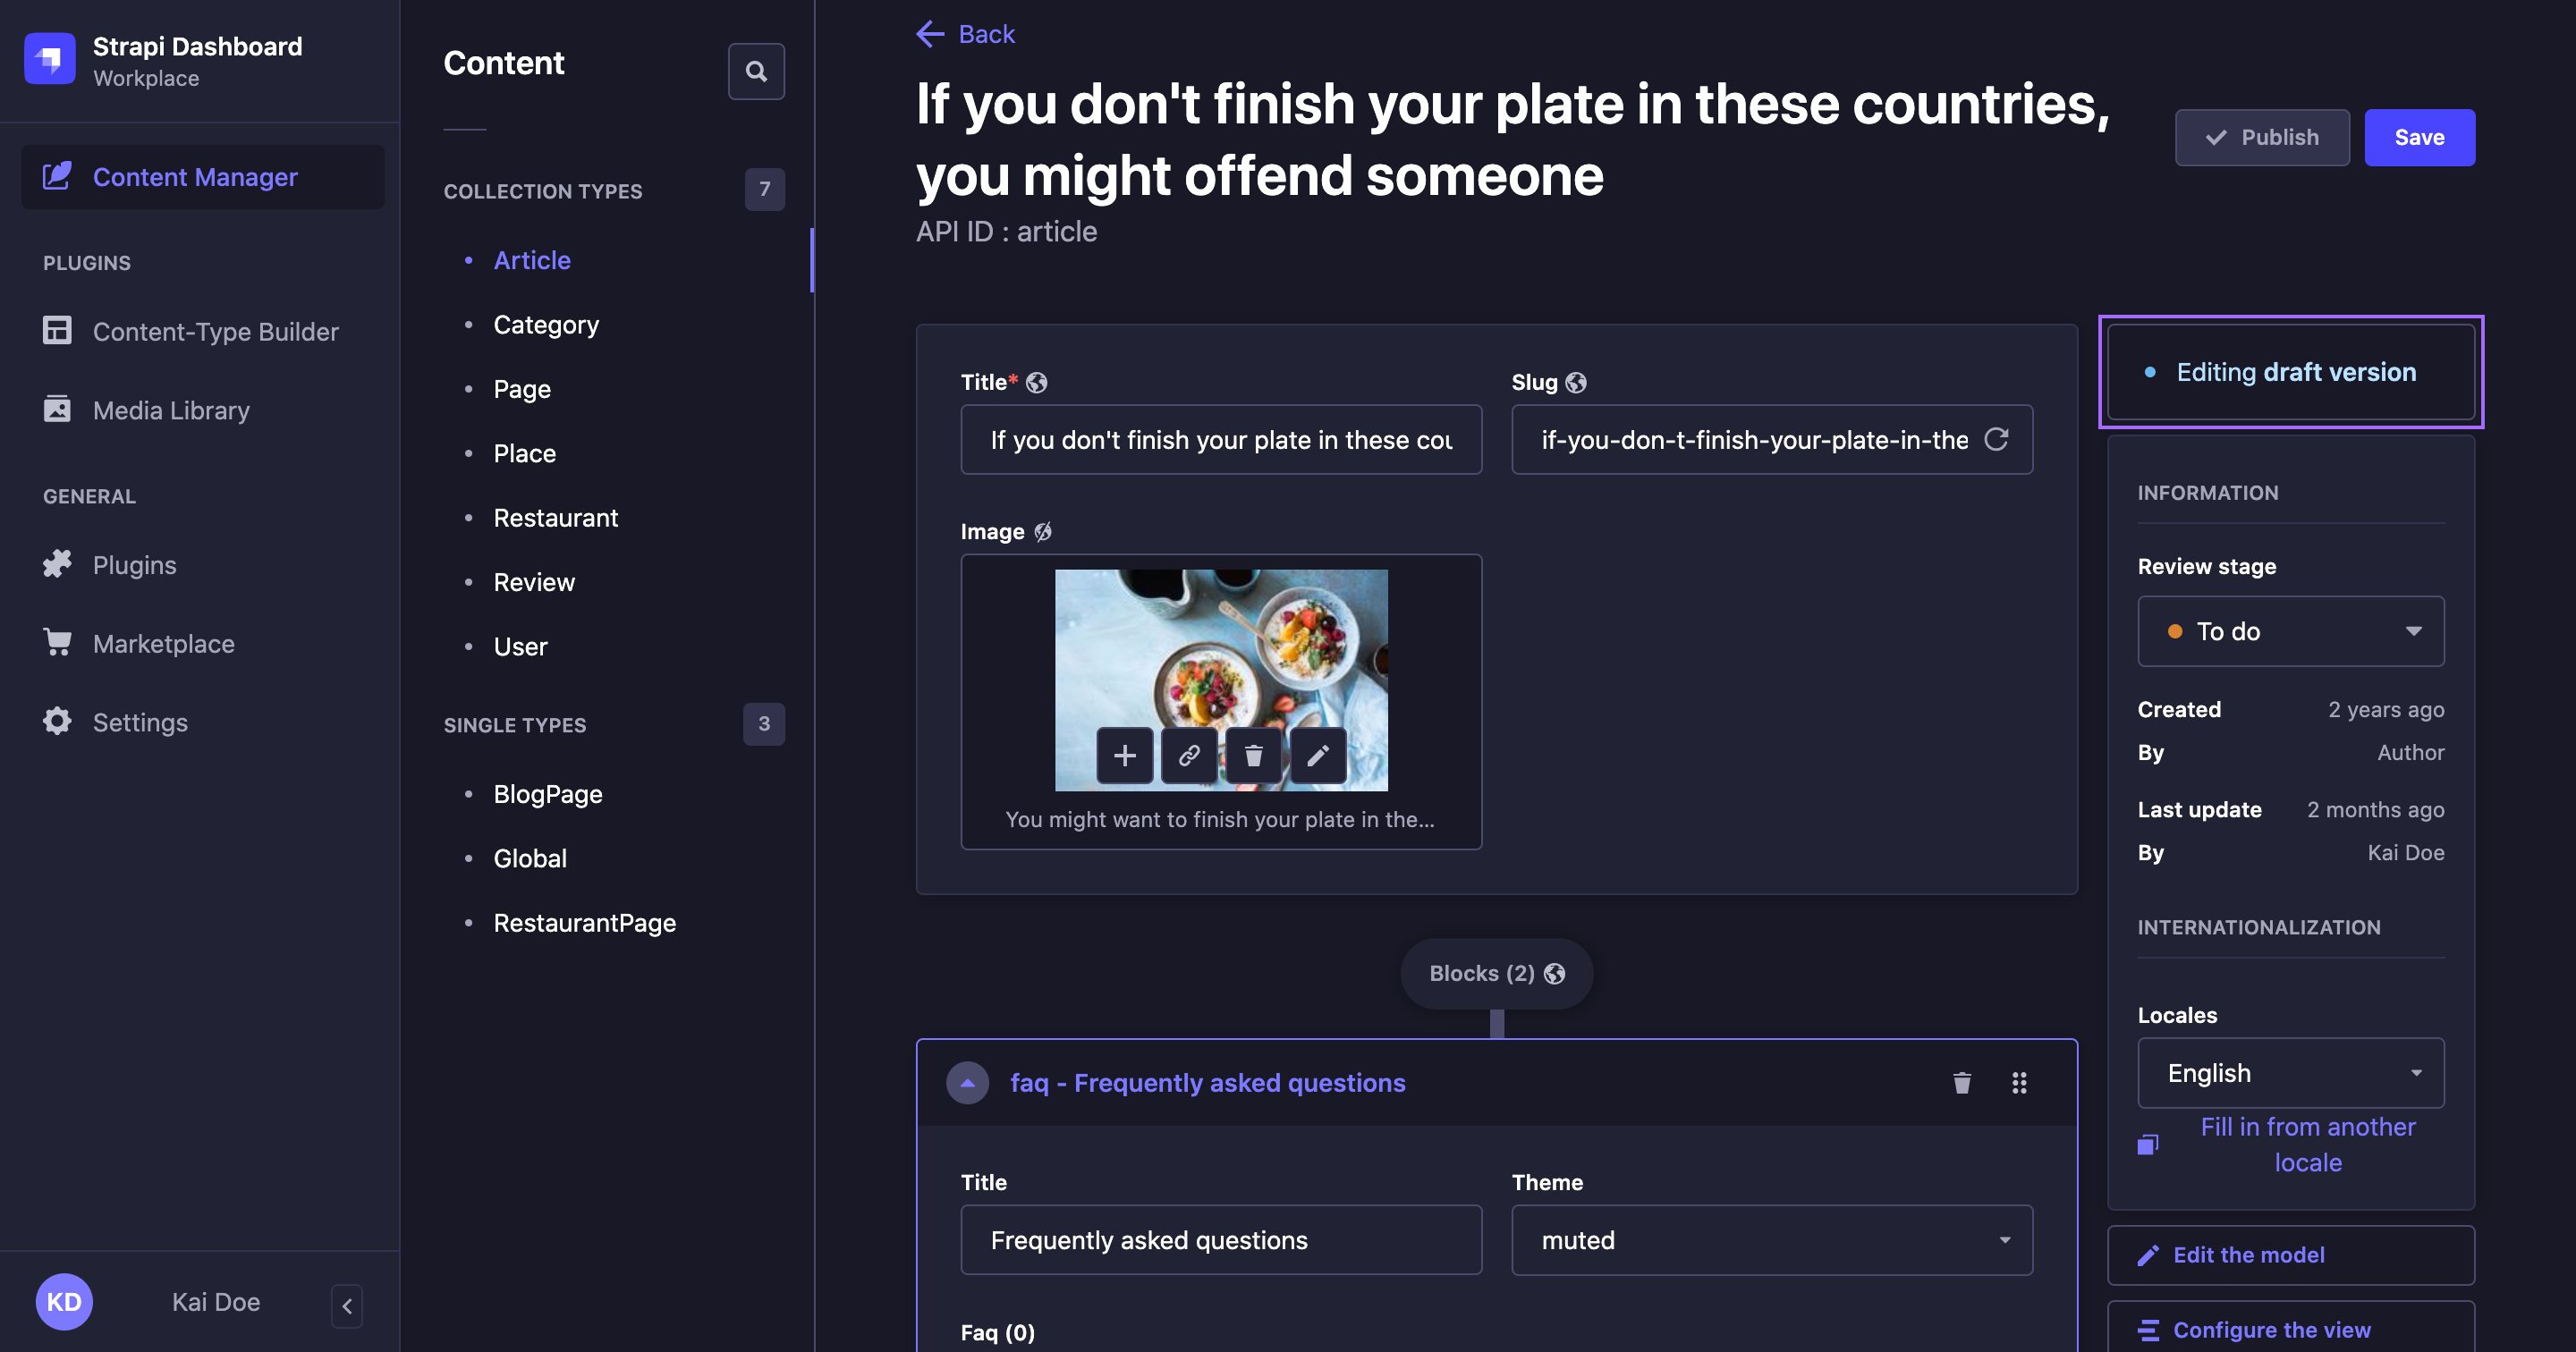 Strapi Dashboard
Workplace
Content Manager
PLUGINS
Content-Type Builder
Media Library
GENERAL
Plugins
Marketplace
Settings
KD
Kai Doe
Content
COLLECTION TYPES
7
Article
Category
Page
Place
Restaurant
Review
User
SINGLE TYPES
3
BlogPage
Global
RestaurantPage
Back
If you don't finish your plate in these countries,
you might offend someone
API ID : article
Publish
Save
Title*
If you don't finish your plate in these cou
Slug
if-you-don-t-finish-your-plate-in-the
Image
You might want to finish your plate in the...
Blocks (2)
faq - Frequently asked questions
Title
Frequently asked questions
Theme
muted
Faq (0)
Editing draft version
INFORMATION
Review stage
To do
Created 2 years ago
By Author
Last update 2 months ago
By Kai Doe
INTERNATIONALIZATION
Locales
English
Fill in from another
locale
Edit the model
Configure the view